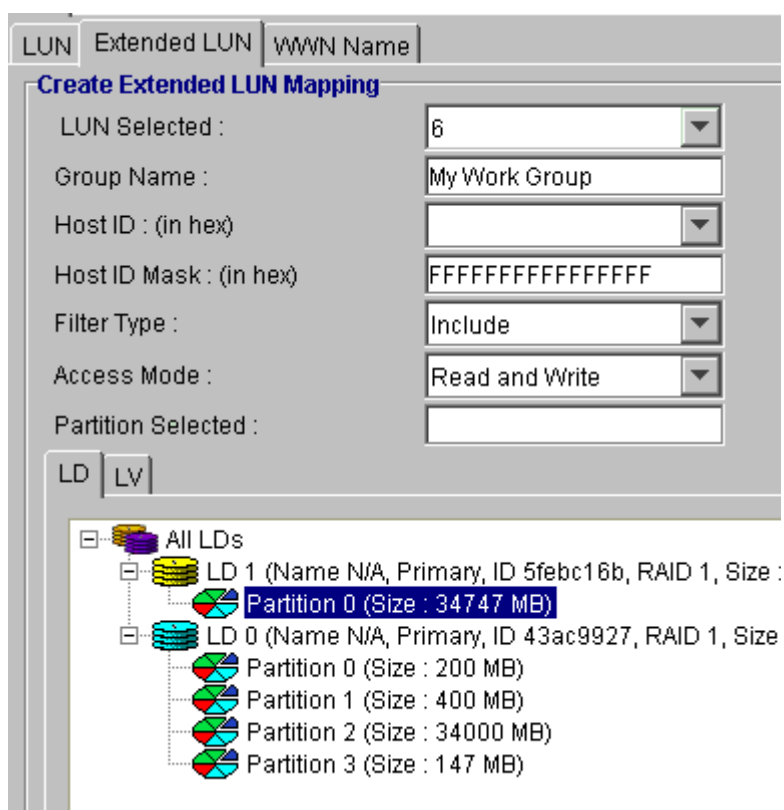 LUN Extended LUN WWN Name
Create Extended LUN Mapping
LUN Selected : 6
Group Name : My Work Group
Host ID : (in hex)
Host ID Mask : (in hex) FFFFFFFFFFFFFFFF
Filter Type : Include
Access Mode : Read and Write
Partition Selected :
LD LV
All LDs
LD 1 (Name N/A, Primary, ID 5febc16b, RAID 1, Size :
Partition 0 (Size : 34747 MB)
LD 0 (Name N/A, Primary, ID 43ac9927, RAID 1, Size
Partition 0 (Size : 200 MB)
Partition 1 (Size : 400 MB)
Partition 2 (Size : 34000 MB)
Partition 3 (Size : 147 MB)